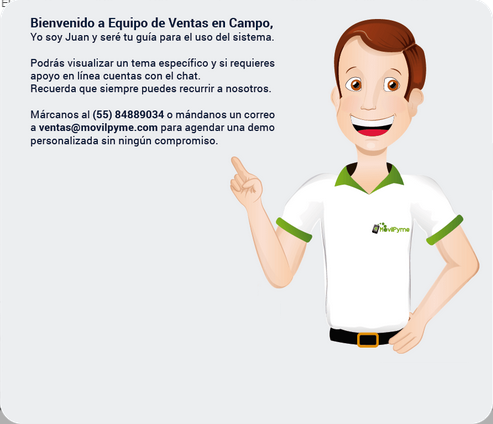 Bienvenido a Equipo de Ventas en Campo,
Yo soy Juan y seré tu guía para el uso del sistema.
Podrás visualizar un tema específico y si requieres
apoyo en línea cuentas con el chat.
Recuerda que siempre puedes recurrir a nosotros.
Márcanos al (55) 84889034 o mándanos un correo
a ventas@movilpyme.com para agendar una demo
personalizada sin ningún compromiso.
MóvilPyme